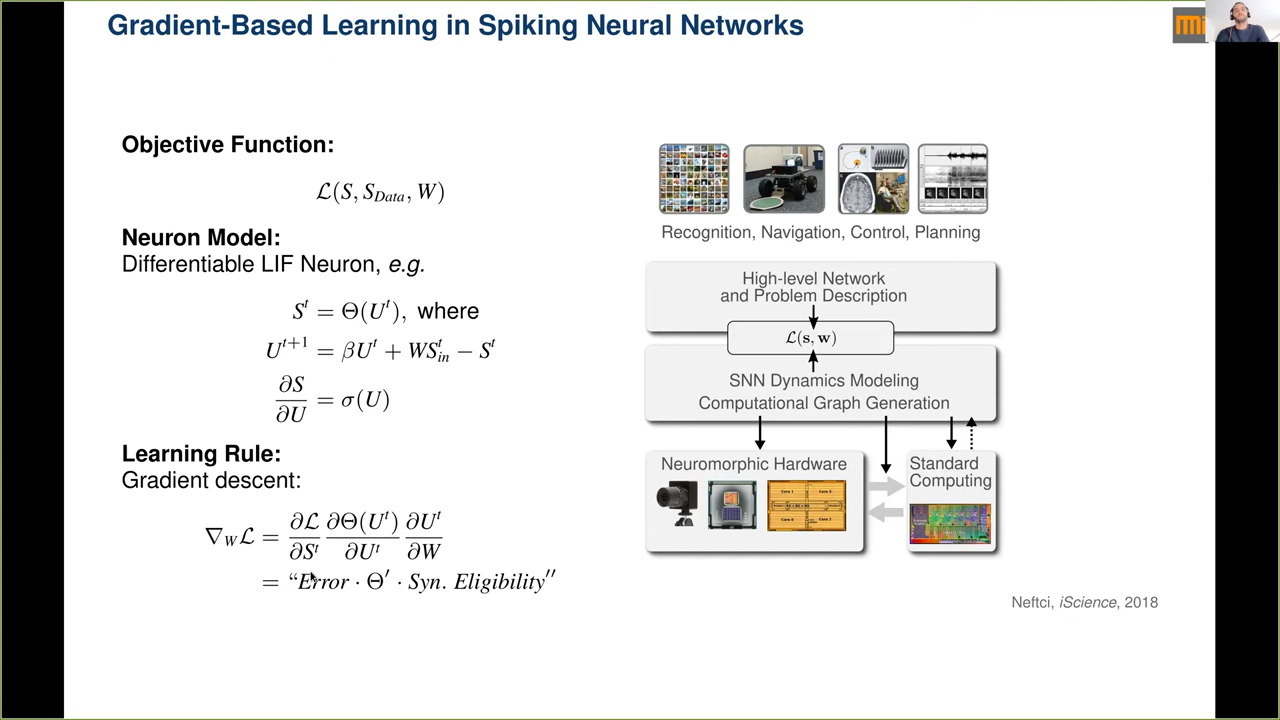 Gradient-Based Learning in Spiking Neural Networks
Objective Function:
ℒ(S, S_Data, W)
Neuron Model:
Differentiable LIF Neuron, e.g.
S^t = Θ(U^t), where
U^{t+1} = βU^t + WS^t_in − S^t
∂S/∂U = σ(U)
Learning Rule:
Gradient descent:
∇_W ℒ = ∂ℒ/∂S^t ∂Θ(U^t)/∂U^t ∂U^t/∂W
= “Error · Θ′ · Syn. Eligibility″
Recognition, Navigation, Control, Planning
High-level Network
and Problem Description
ℒ(s, w)
SNN Dynamics Modeling
Computational Graph Generation
Neuromorphic Hardware
Standard
Computing
Neftci, iScience, 2018